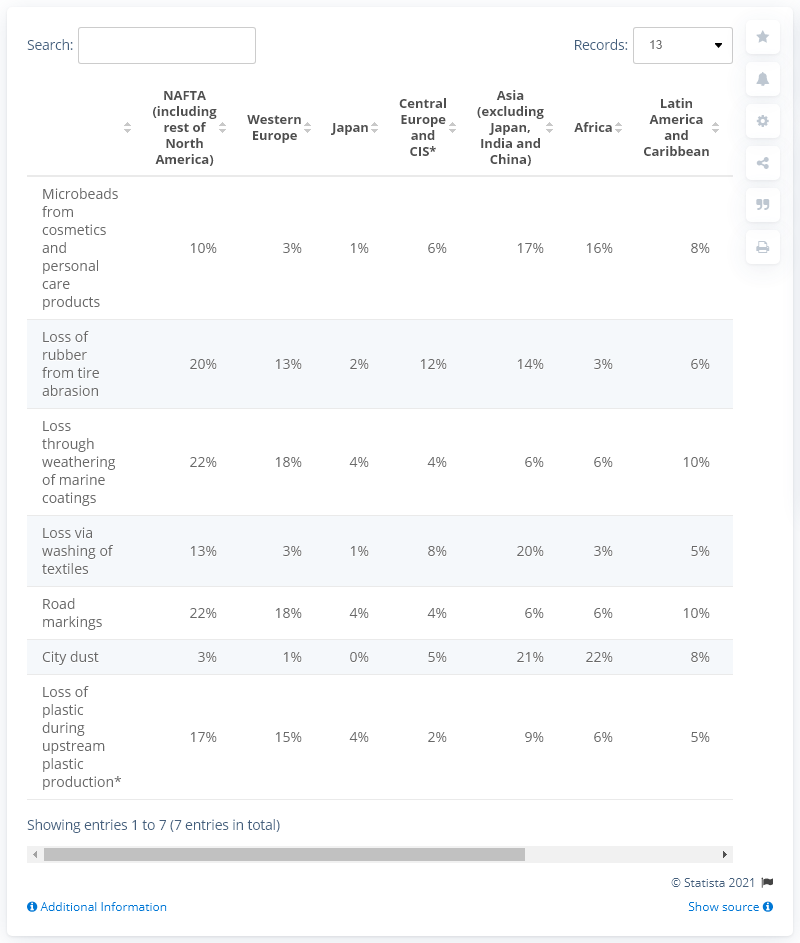 Search:
Records: 13
NAFTA (including rest of North America) Western Europe Japan Central Europe and CIS* Asia (excluding Japan, India and China) Africa Latin America and Caribbean
Microbeads from cosmetics and personal care products 10% 3% 1% 6% 17% 16% 8%
Loss of rubber from tire abrasion 20% 13% 2% 12% 14% 3% 6%
Loss through weathering of marine coatings 22% 18% 4% 4% 6% 6% 10%
Loss via washing of textiles 13% 3% 1% 8% 20% 3% 5%
Road markings 22% 18% 4% 4% 6% 6% 10%
City dust 3% 1% 0% 5% 21% 22% 8%
Loss of plastic during upstream plastic production* 17% 15% 4% 2% 9% 6% 5%
Showing entries 1 to 7 (7 entries in total)
© Statista 2021
Additional Information
Show source